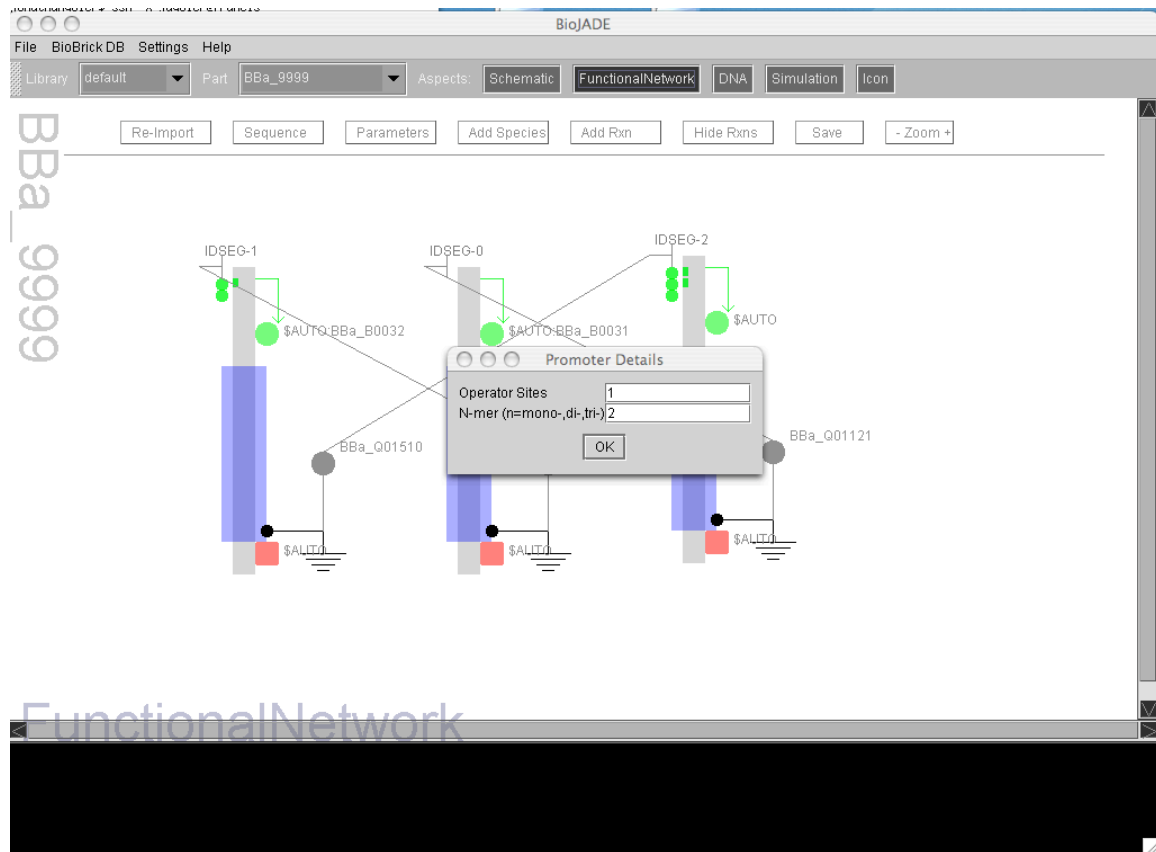 BioJADE
File BioBrick DB Settings Help
Library default Part BBa_9999 Aspects: Schematic FunctionalNetwork DNA Simulation Icon
BBa_9999
Re-Import Sequence Parameters Add Species Add Rxn Hide Rxns Save - Zoom +
IDSEG-1 IDSEG-0 IDSEG-2
$AUTO:BBa_B0032 $AUTO:BBa_B0031 $AUTO
Promoter Details
Operator Sites 1
N-mer (n=mono-,di-,tri-) 2
OK
BBa_Q01510 BBa_Q01121
$AUTO $AUTO $AUTO
FunctionalNetwork